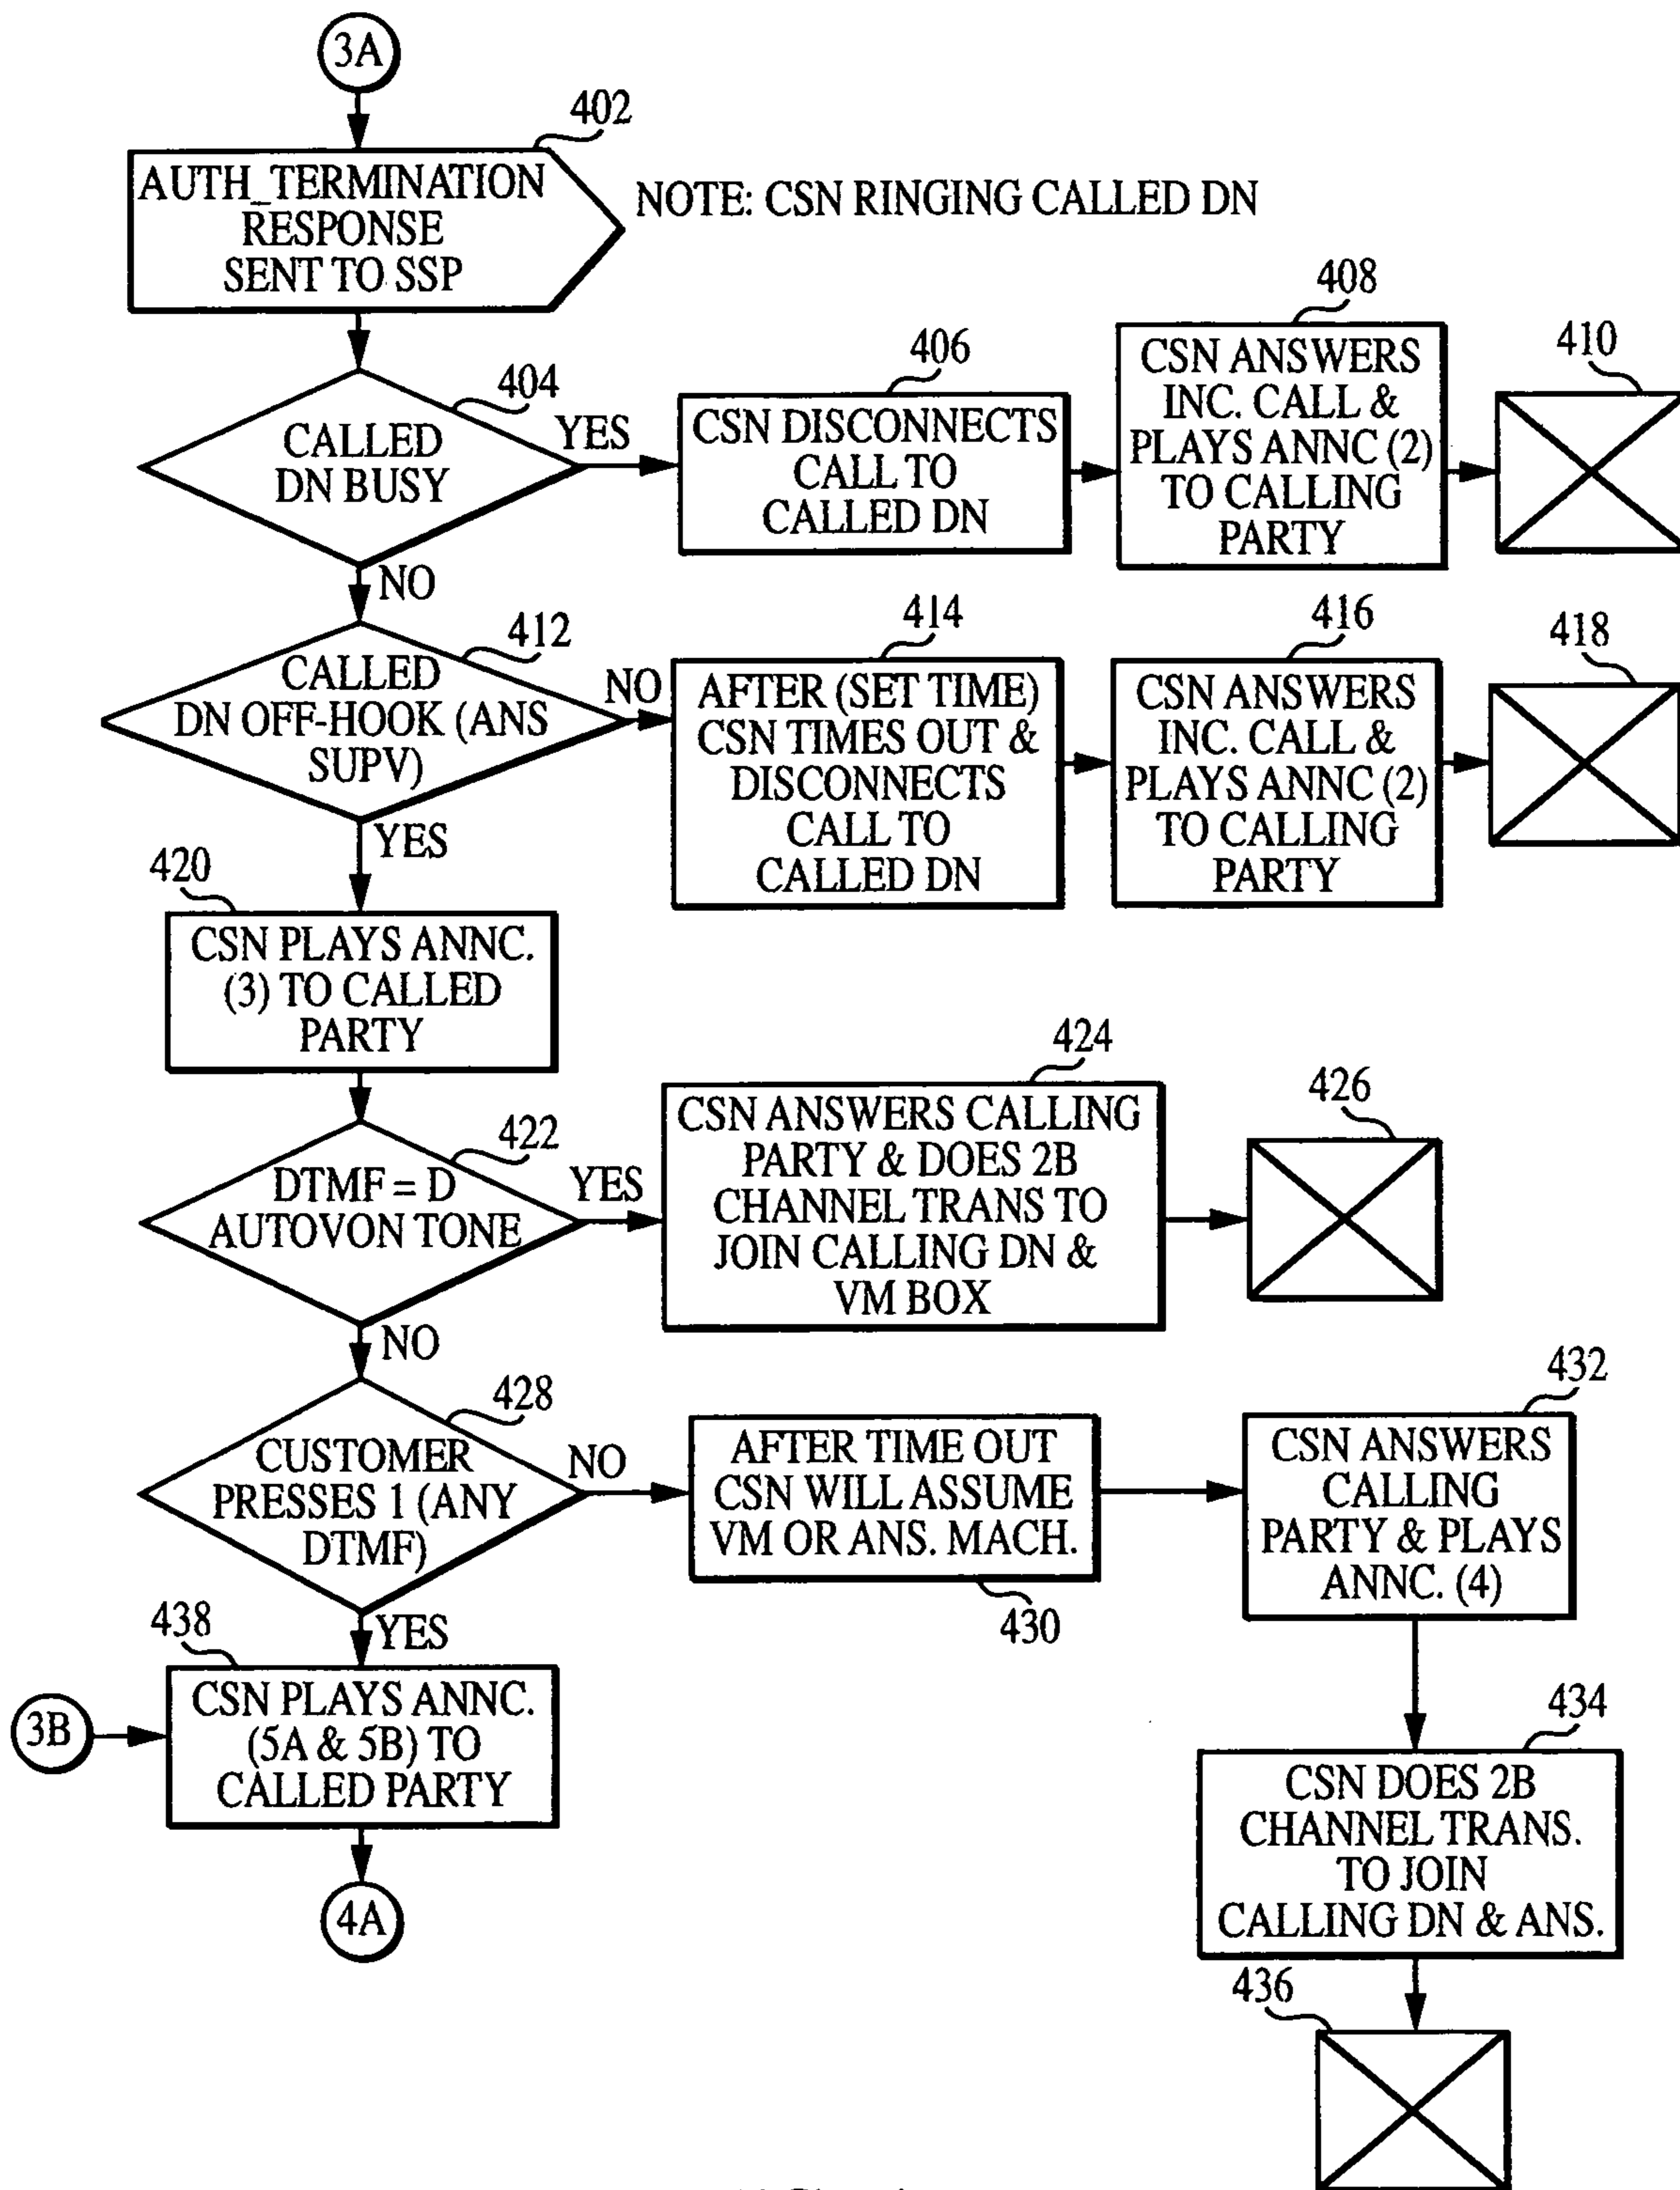 3A
402
AUTH_TERMINATION
RESPONSE
SENT TO SSP
NOTE: CSN RINGING CALLED DN
404
CALLED
DN BUSY
YES
NO
406
CSN DISCONNECTS
CALL TO
CALLED DN
408
CSN ANSWERS
INC. CALL &
PLAYS ANNC (2)
TO CALLING
PARTY
410
412
CALLED
DN OFF-HOOK (ANS
SUPV)
NO
YES
414
AFTER (SET TIME)
CSN TIMES OUT &
DISCONNECTS
CALL TO
CALLED DN
416
CSN ANSWERS
INC. CALL &
PLAYS ANNC (2)
TO CALLING
PARTY
418
420
CSN PLAYS ANNC.
(3) TO CALLED
PARTY
422
DTMF = D
AUTOVON TONE
YES
NO
424
CSN ANSWERS CALLING
PARTY & DOES 2B
CHANNEL TRANS TO
JOIN CALLING DN &
VM BOX
426
428
CUSTOMER
PRESSES 1 (ANY
DTMF)
NO
YES
AFTER TIME OUT
CSN WILL ASSUME
VM OR ANS. MACH.
430
432
CSN ANSWERS
CALLING
PARTY & PLAYS
ANNC. (4)
434
CSN DOES 2B
CHANNEL TRANS.
TO JOIN
CALLING DN & ANS.
436
438
3B
CSN PLAYS ANNC.
(5A & 5B) TO
CALLED PARTY
4A